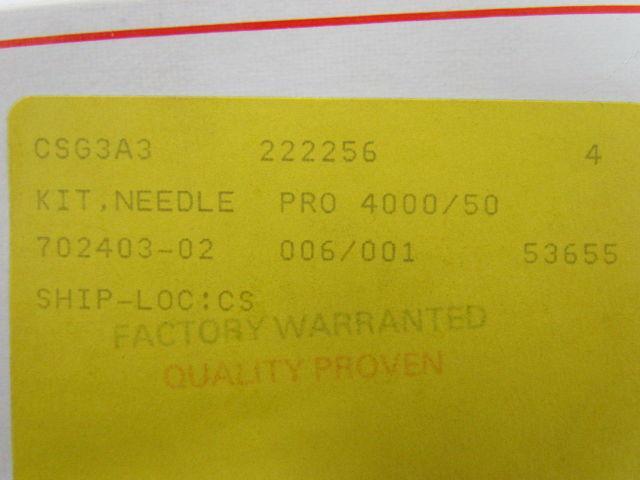 CSG3A3 222256 4
KIT,NEEDLE PRO 4000/50
702403-02 006/001 53655
SHIP-LOC:CS
FACTORY WARRANTED
QUALITY PROVEN